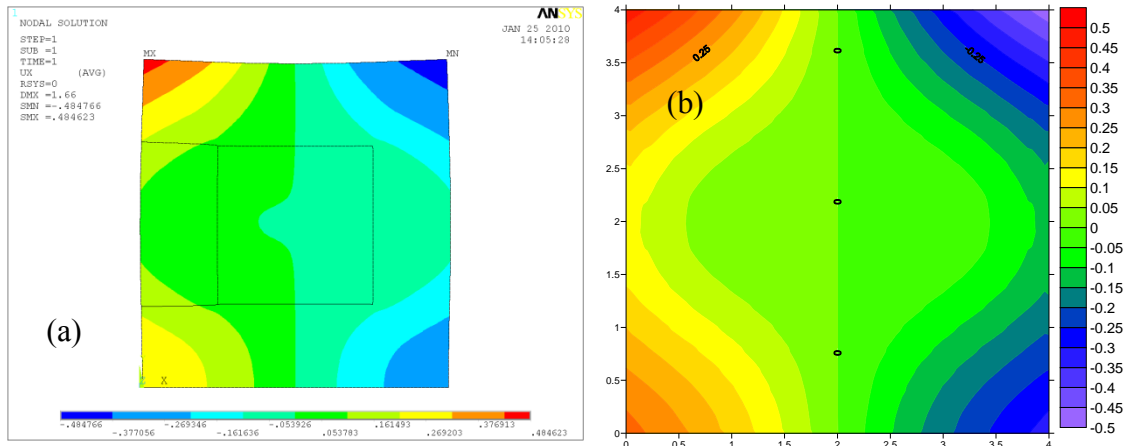 1
NODAL SOLUTION
STEP=1
SUB =1
TIME=1
UX (AVG)
RSYS=0
DMX =1.66
SMN =-.484766
SMX =.484623
ANSYS
JAN 25 2010
14:05:28
MX
MN
(a)
Z X
-.484766 -.377056 -.269346 -.161636 -.053926 .053783 .161493 .269203 .376913 .484623
(b)
4
3.5
3
2.5
2
1.5
1
0.5
0
0 0.5 1 1.5 2 2.5 3 3.5 4
0.25
0
-0.25
0
0
0.5
0.45
0.4
0.35
0.3
0.25
0.2
0.15
0.1
0.05
0
-0.05
-0.1
-0.15
-0.2
-0.25
-0.3
-0.35
-0.4
-0.45
-0.5